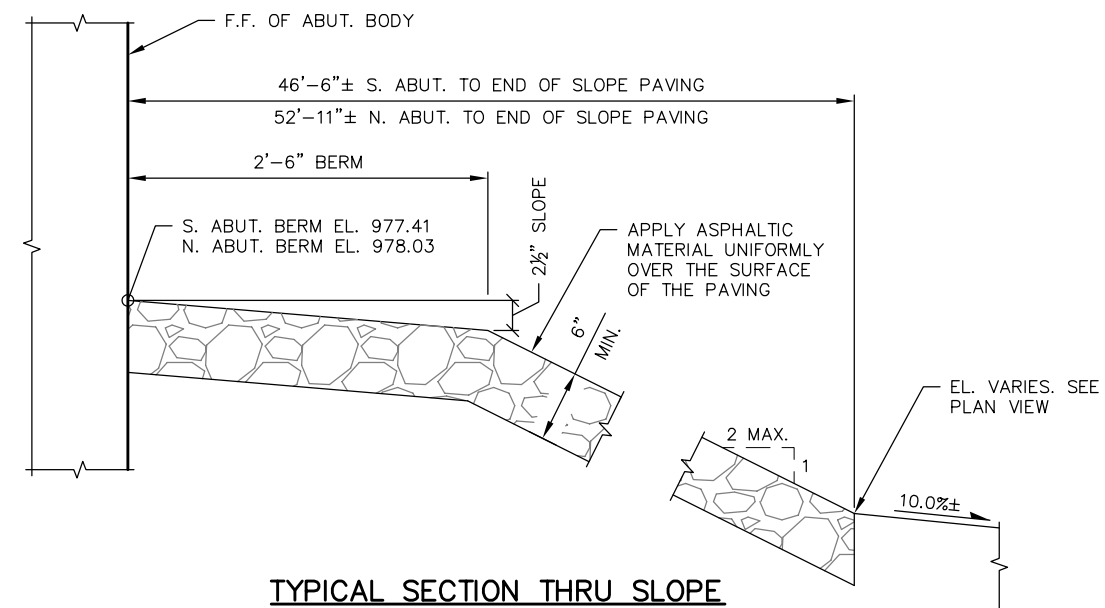 F.F. OF ABUT. BODY
46'-6"± S. ABUT. TO END OF SLOPE PAVING
52'-11"± N. ABUT. TO END OF SLOPE PAVING
2'-6" BERM
S. ABUT. BERM EL. 977.41
N. ABUT. BERM EL. 978.03
2½" SLOPE
APPLY ASPHALTIC
MATERIAL UNIFORMLY
OVER THE SURFACE
OF THE PAVING
6"
MIN.
EL. VARIES. SEE
PLAN VIEW
2 MAX.
1
10.0%±
TYPICAL SECTION THRU SLOPE